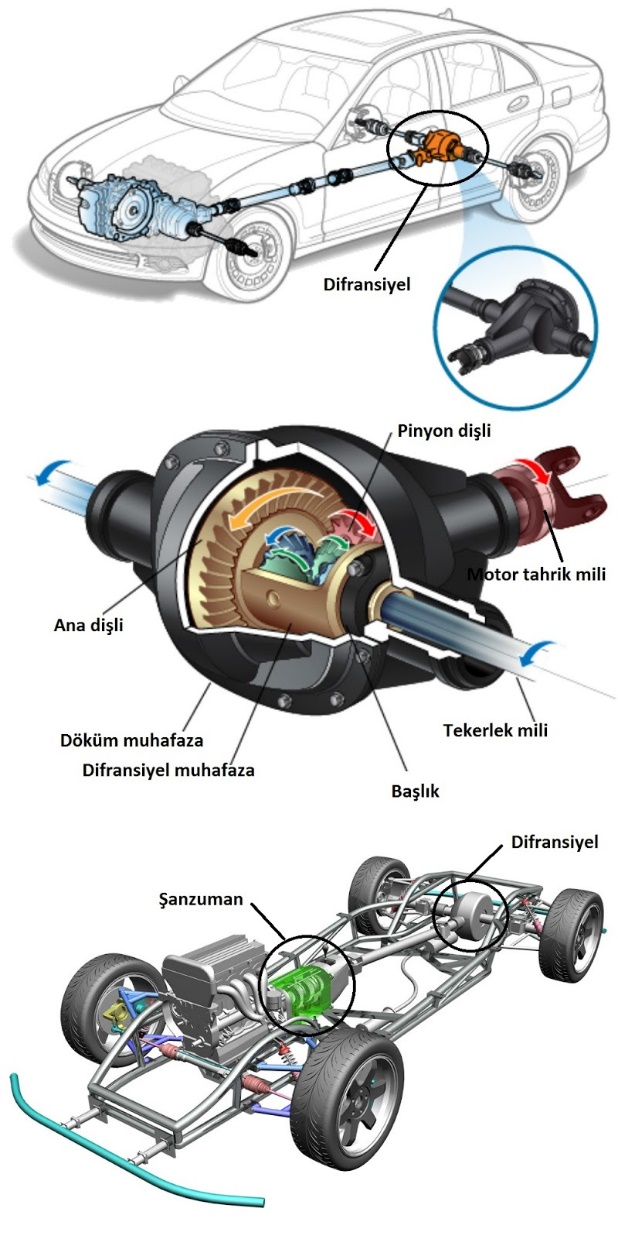 Difransiyel
Pinyon dişli
Motor tahrik mili
Ana dişli
Tekerlek mili
Döküm muhafaza
Difransiyel muhafaza
Başlık
Difransiyel
Şanzuman